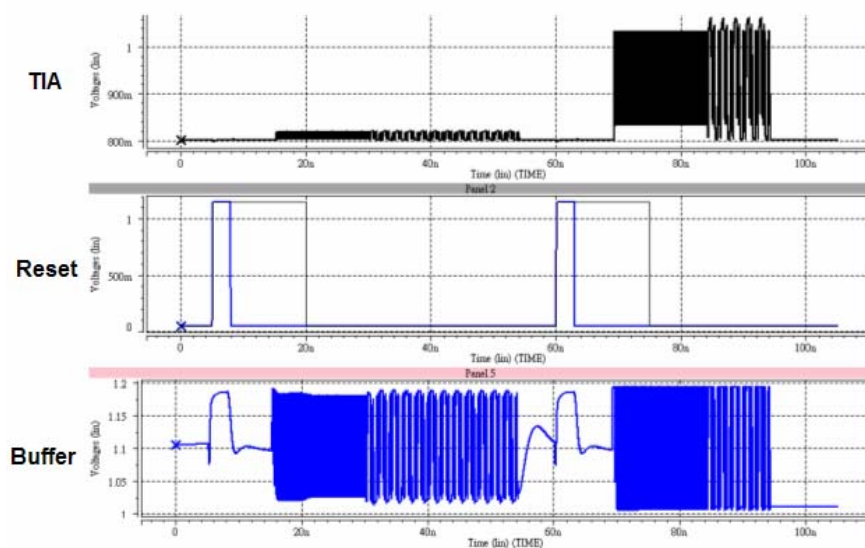 TIA
Voltages (lin)
1
900m
800m
0
20n
40n
60n
80n
100n
Time (lin) (TIME)
Panel 2
Reset
Voltages (lin)
1
500m
0
0
20n
40n
60n
80n
100n
Time (lin) (TIME)
Panel 5
Buffer
Voltages (lin)
1.2
1.15
1.1
1.05
1
0
20n
40n
60n
80n
100n
Time (lin) (TIME)